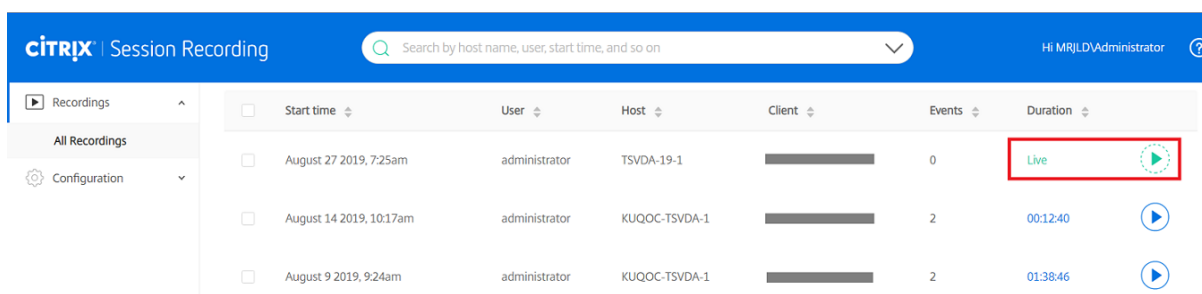 CİTRIX | Session Recording
Search by host name, user, start time, and so on
Hi MRJLD\Administrator
?
Recordings
All Recordings
Configuration
Start time User Host Client Events Duration
August 27 2019, 7:25am administrator TSVDA-19-1 0 Live
August 14 2019, 10:17am administrator KUQOC-TSVDA-1 2 00:12:40
August 9 2019, 9:24am administrator KUQOC-TSVDA-1 2 01:38:46